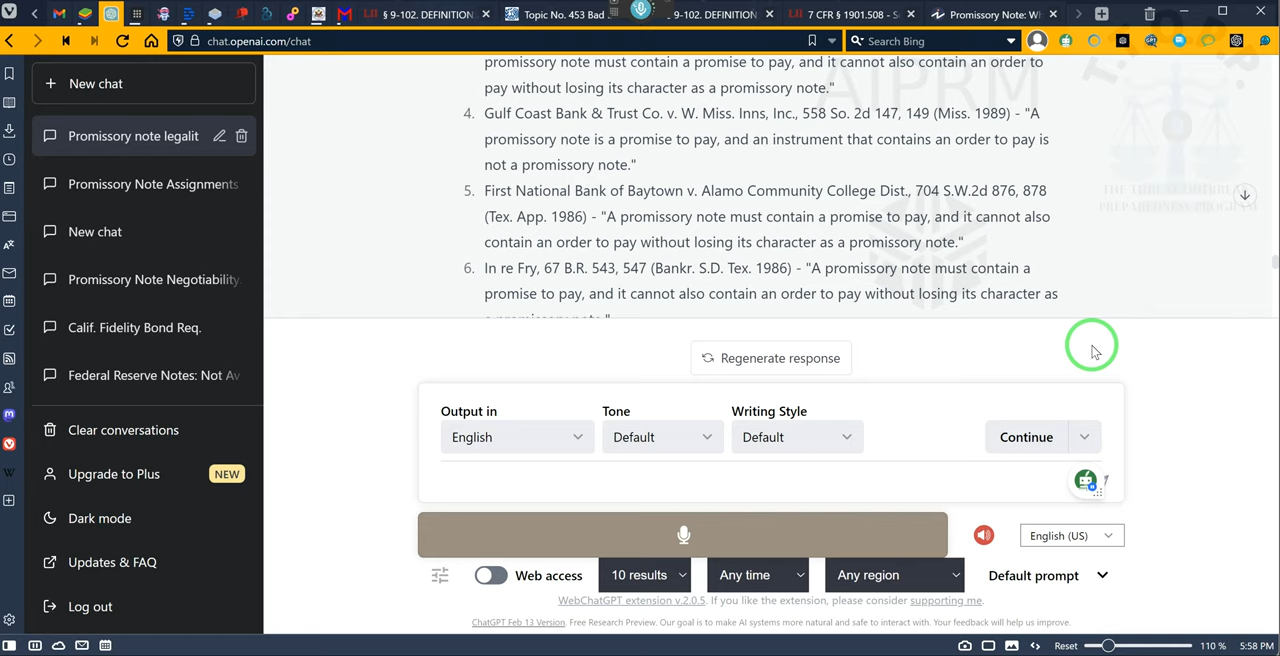 § 9-102. DEFINITION
Topic No. 453 Bad
9-102. DEFINITION
7 CFR § 1901.508 - S
Promissory Note: W
chat.openai.com/chat
Search Bing
New chat
Promissory note legalit
Promissory Note Assignments
New chat
Promissory Note Negotiability.
Calif. Fidelity Bond Req.
Federal Reserve Notes: Not Av
Clear conversations
Upgrade to Plus
NEW
Dark mode
Updates & FAQ
Log out
promissory note must contain a promise to pay, and it cannot also contain an order to
pay without losing its character as a promissory note."
4. Gulf Coast Bank & Trust Co. v. W. Miss. Inns, Inc., 558 So. 2d 147, 149 (Miss. 1989) - "A
promissory note is a promise to pay, and an instrument that contains an order to pay is
not a promissory note."
5. First National Bank of Baytown v. Alamo Community College Dist., 704 S.W.2d 876, 878
(Tex. App. 1986) - "A promissory note must contain a promise to pay, and it cannot also
contain an order to pay without losing its character as a promissory note."
6. In re Fry, 67 B.R. 543, 547 (Bankr. S.D. Tex. 1986) - "A promissory note must contain a
promise to pay, and it cannot also contain an order to pay without losing its character as
a promissory note."
AIPRM
Regenerate response
Output in
Tone
Writing Style
English
Default
Default
Continue
English (US)
Web access
10 results
Any time
Any region
Default prompt
WebChatGPT extension v.2.0.5. If you like the extension, please consider supporting me.
ChatGPT Feb 13 Version. Free Research Preview. Our goal is to make AI systems more natural and safe to interact with. Your feedback will help us improve.
Reset
110 %
5:58 PM